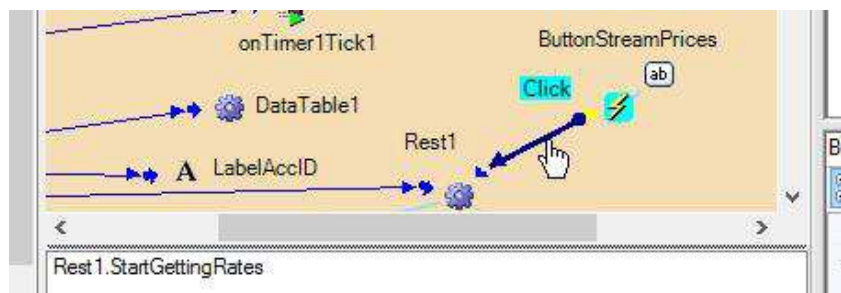 onTimer1Tick1
ButtonStreamPrices
ab
Click
DataTable1
Rest1
A LabelAccID
B
Rest1.StartGettingRates